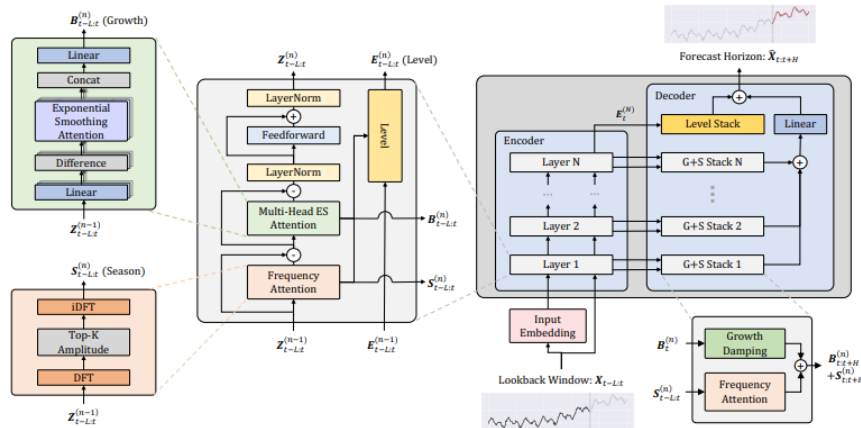 B_{t-L:t}^{(n)} (Growth)
Linear
Concat
Exponential
Smoothing
Attention
Difference
Linear
Z_{t-L:t}^{(n-1)}
S_{t-L:t}^{(n)} (Season)
iDFT
Top-K
Amplitude
DFT
Z_{t-L:t}^{(n-1)}
Z_{t-L:t}^{(n)}
E_{t-L:t}^{(n)} (Level)
LayerNorm
+
Feedforward
LayerNorm
-
Multi-Head ES
Attention
-
Frequency
Attention
Level
B_{t-L:t}^{(n)}
S_{t-L:t}^{(n)}
Z_{t-L:t}^{(n-1)}
E_{t-L:t}^{(n-1)}
Forecast Horizon: X̂_{t:t+H}
Decoder
+
E_t^{(N)}
Level Stack
Linear
Encoder
Layer N
G+S Stack N
+
...
...
Layer 2
G+S Stack 2
Layer 1
G+S Stack 1
Input
Embedding
Lookback Window: X_{t-L:t}
B_t^{(n)}
Growth
Damping
S_{t-L:t}^{(n)}
Frequency
Attention
+
B_{t:t+H}^{(n)}
+S_{t:t+H}^{(n)}